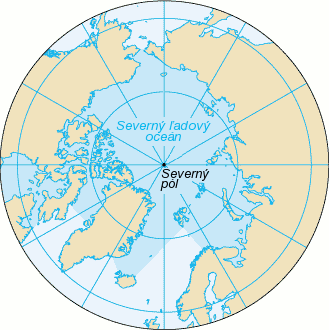 Severný ľadový
oceán
Severný
pól